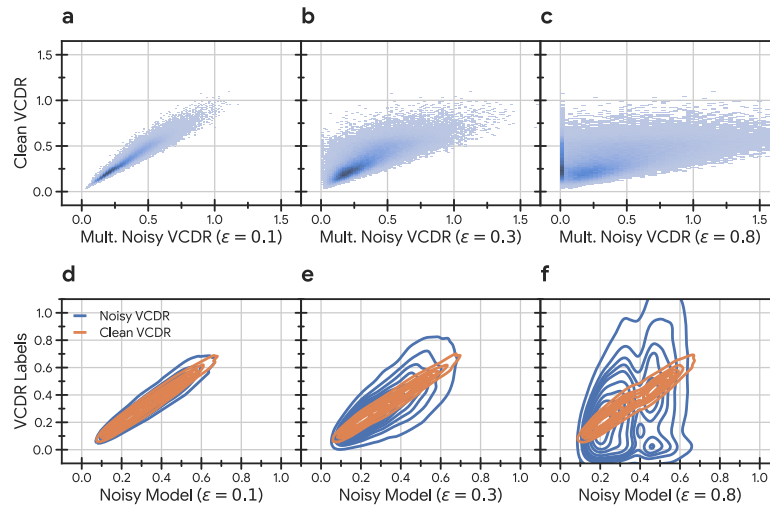 a b c
Clean VCDR
1.5
1.0
0.5
0.0
0.0 0.5 1.0 1.5 0.0 0.5 1.0 1.5 0.0 0.5 1.0 1.5
Mult. Noisy VCDR (ε = 0.1) Mult. Noisy VCDR (ε = 0.3) Mult. Noisy VCDR (ε = 0.8)
d e f
VCDR Labels
1.0
0.8
0.6
0.4
0.2
0.0
Noisy VCDR
Clean VCDR
0.0 0.2 0.4 0.6 0.8 1.0 0.0 0.2 0.4 0.6 0.8 1.0 0.0 0.2 0.4 0.6 0.8 1.0
Noisy Model (ε = 0.1) Noisy Model (ε = 0.3) Noisy Model (ε = 0.8)